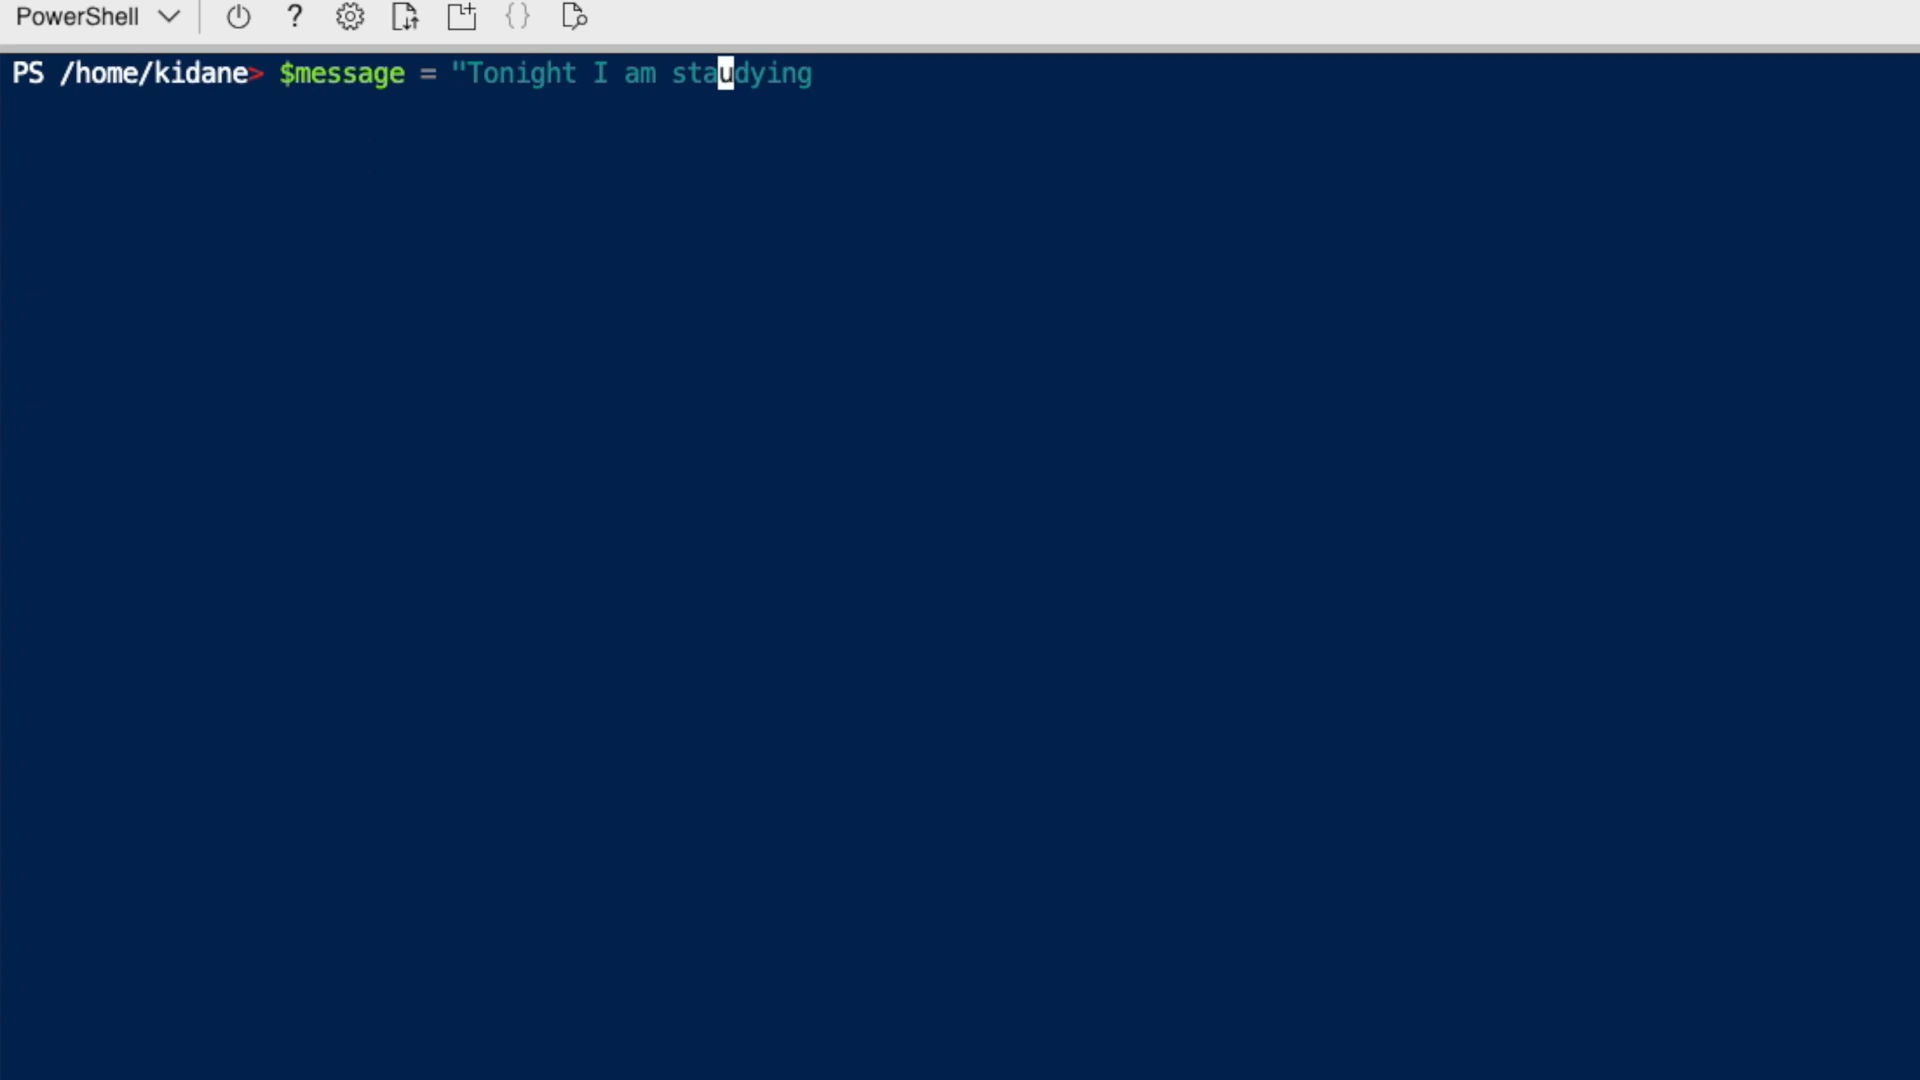 PowerShell
PS /home/kidane> $message = "Tonight I am staudying